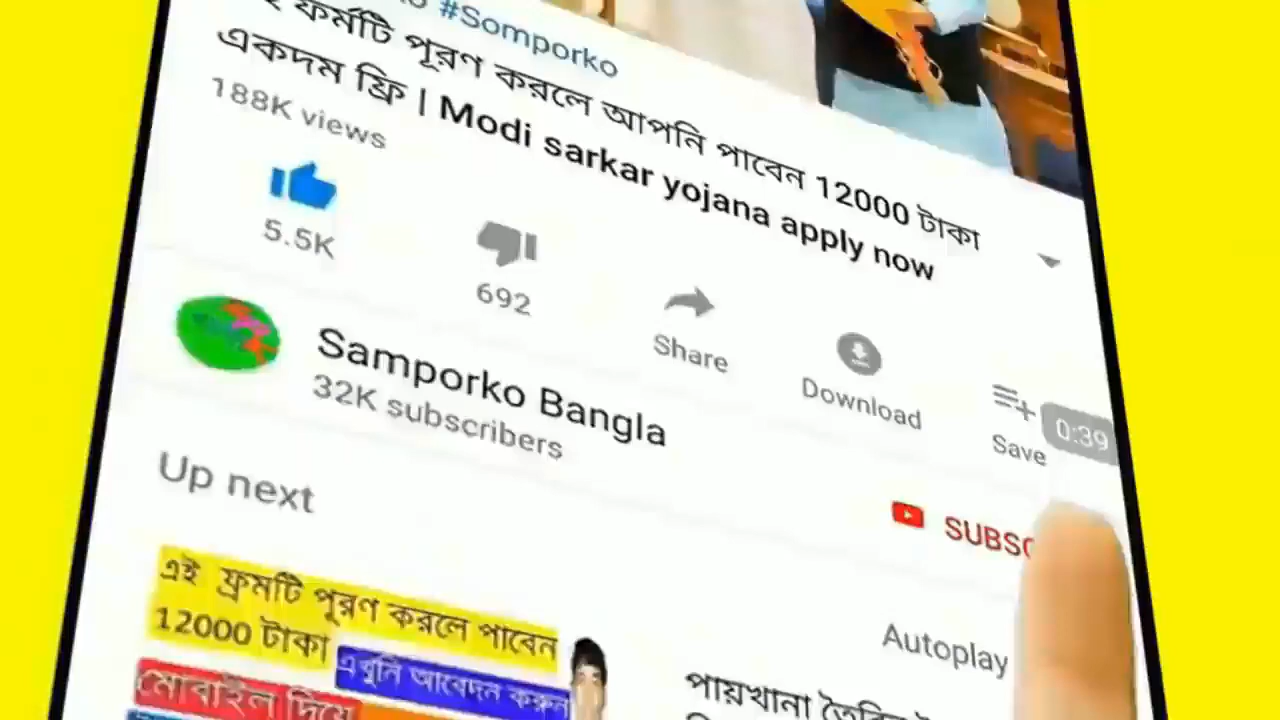 #Somporko
ফর্মটি পূরণ করলে আপনি পাবেন 12000 টাকা
একদম ফ্রি | Modi sarkar yojana apply now
188K views
5.5K
692
Share
Download
Save
0:39
Samporko Bangla
32K subscribers
SUBSC
Up next
Autoplay
এই ফ্রমটি পূরণ করলে পাবেন
12000 টাকা
এখুনি আবেদন করুন
মোবাইল দিয়ে
পায়খানা তৈরির